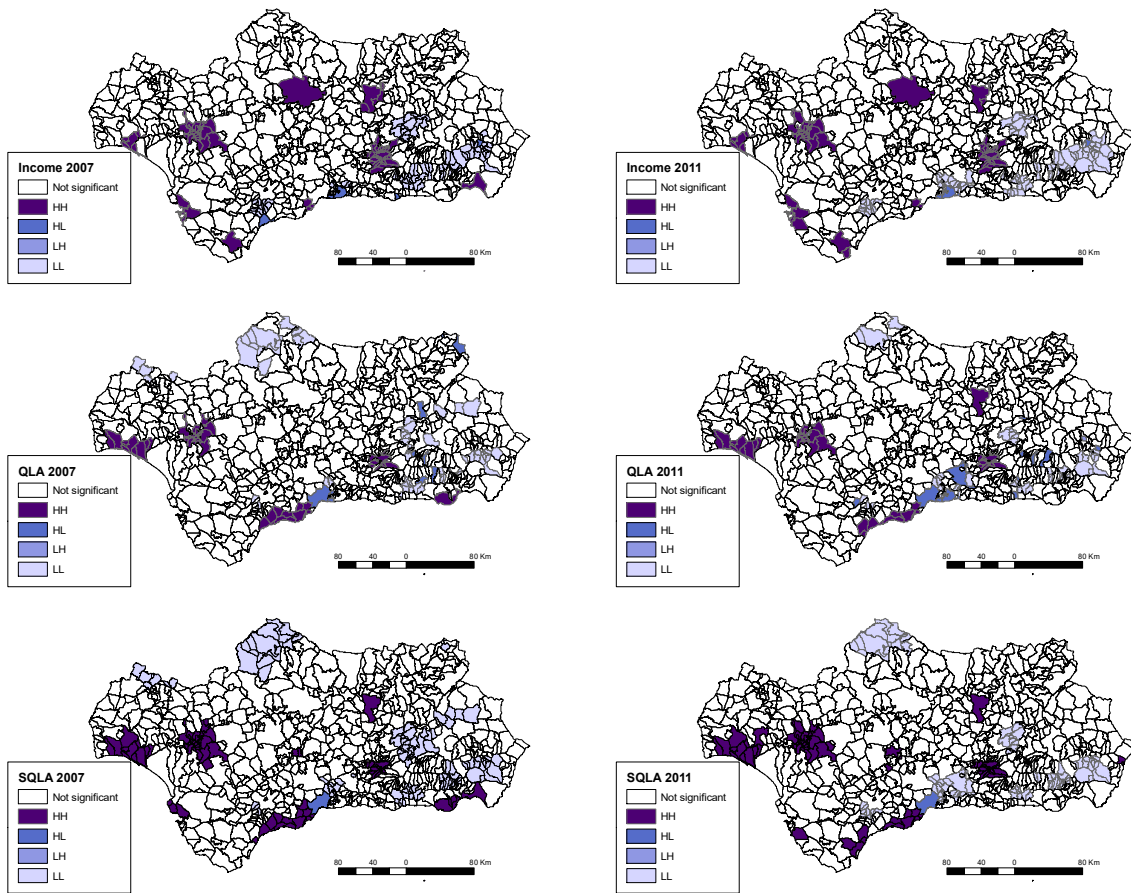 Income 2007
Not significant
HH
HL
LH
LL
80 40 0 80 Km
Income 2011
Not significant
HH
HL
LH
LL
80 40 0 80 Km
QLA 2007
Not significant
HH
HL
LH
LL
80 40 0 80 Km
QLA 2011
Not significant
HH
HL
LH
LL
80 40 0 80 Km
SQLA 2007
Not significant
HH
HL
LH
LL
80 40 0 80 Km
SQLA 2011
Not significant
HH
HL
LH
LL
80 40 0 80 Km